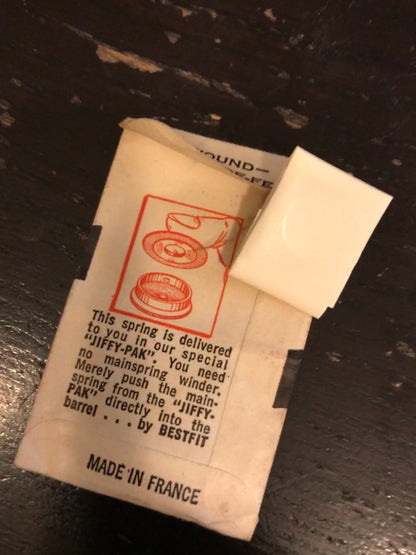 WOUND—
This spring is delivered
to you in our special
"JIFFY-PAK". You need
no mainspring winder.
Merely push the main-
spring from the "JIFFY-
PAK" directly into the
barrel . . . by BESTFIT
MADE IN FRANCE